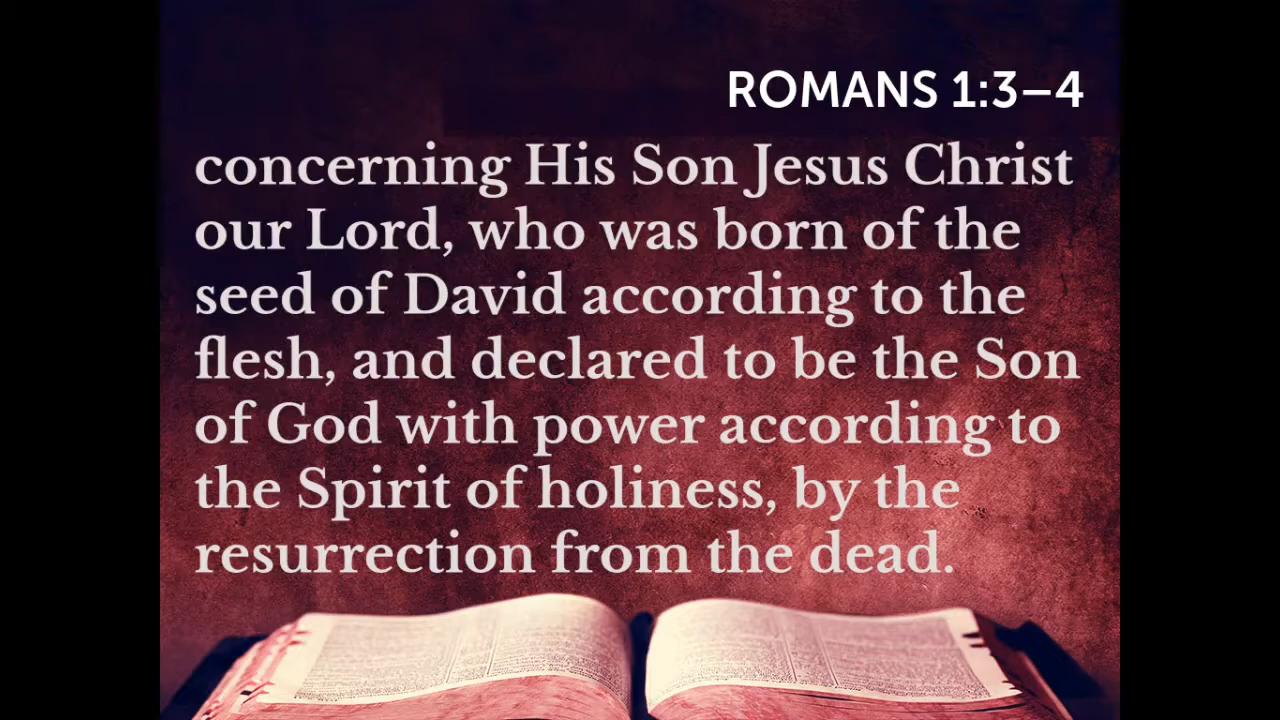 ROMANS 1:3–4
concerning His Son Jesus Christ
our Lord, who was born of the
seed of David according to the
flesh, and declared to be the Son
of God with power according to
the Spirit of holiness, by the
resurrection from the dead.